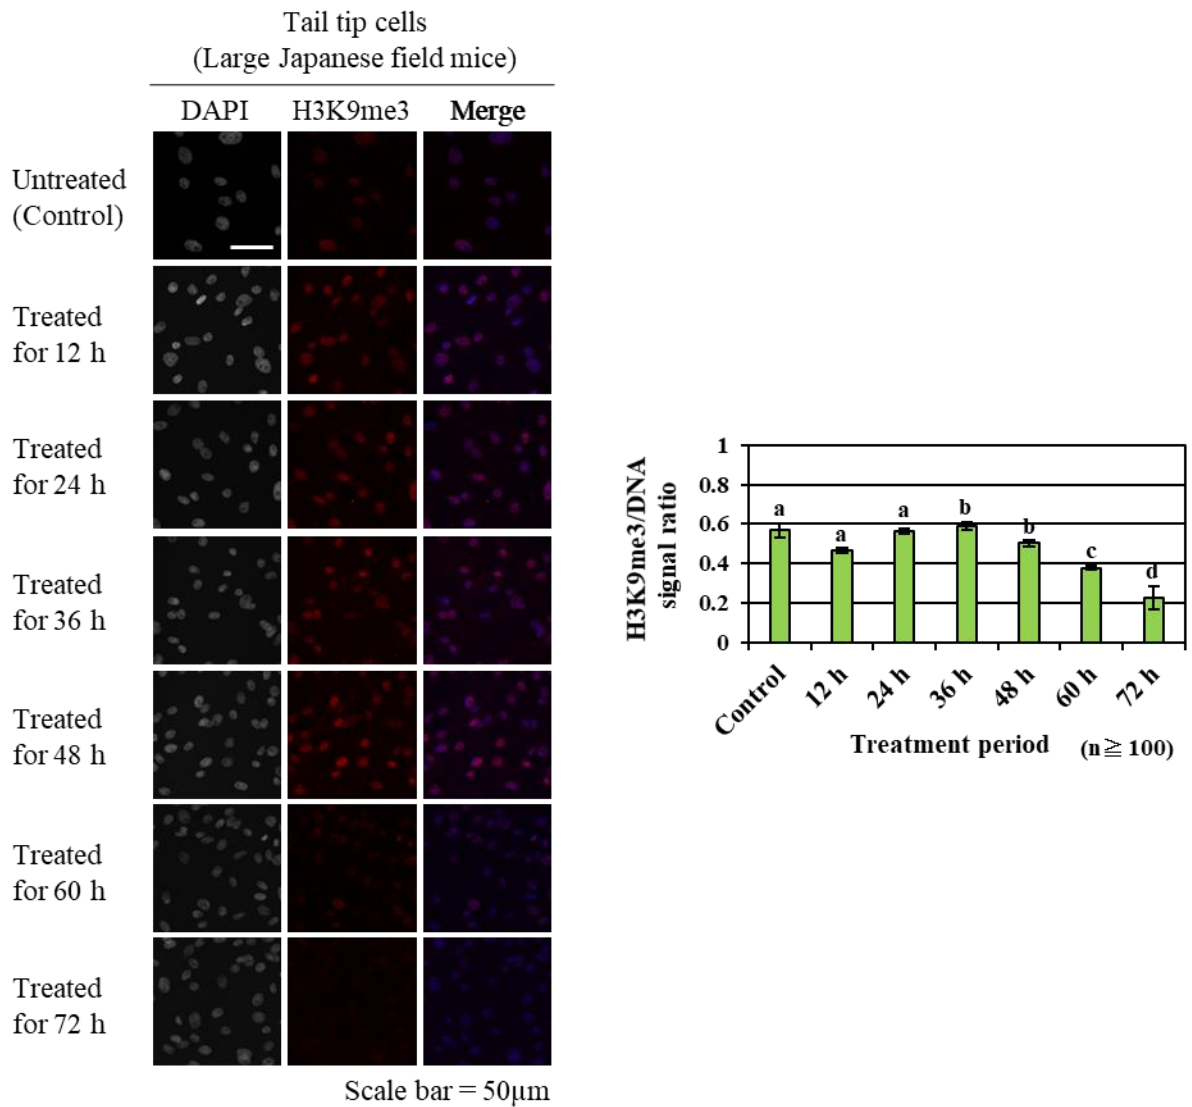 Tail tip cells
(Large Japanese field mice)
DAPI H3K9me3 Merge
Untreated
(Control)
Treated
for 12 h
Treated
for 24 h
Treated
for 36 h
Treated
for 48 h
Treated
for 60 h
Treated
for 72 h
Scale bar = 50μm
H3K9me3/DNA
signal ratio
1
0.8
0.6
0.4
0.2
0
a a a b b c d
Control 12 h 24 h 36 h 48 h 60 h 72 h
Treatment period (n≧100)